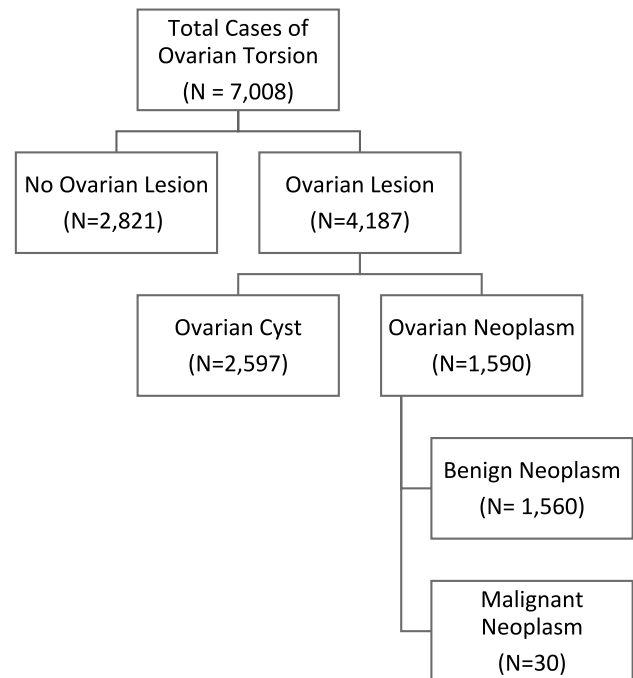 Total Cases of
Ovarian Torsion
(N = 7,008)
No Ovarian Lesion
(N=2,821)
Ovarian Lesion
(N=4,187)
Ovarian Cyst
(N=2,597)
Ovarian Neoplasm
(N=1,590)
Benign Neoplasm
(N= 1,560)
Malignant
Neoplasm
(N=30)